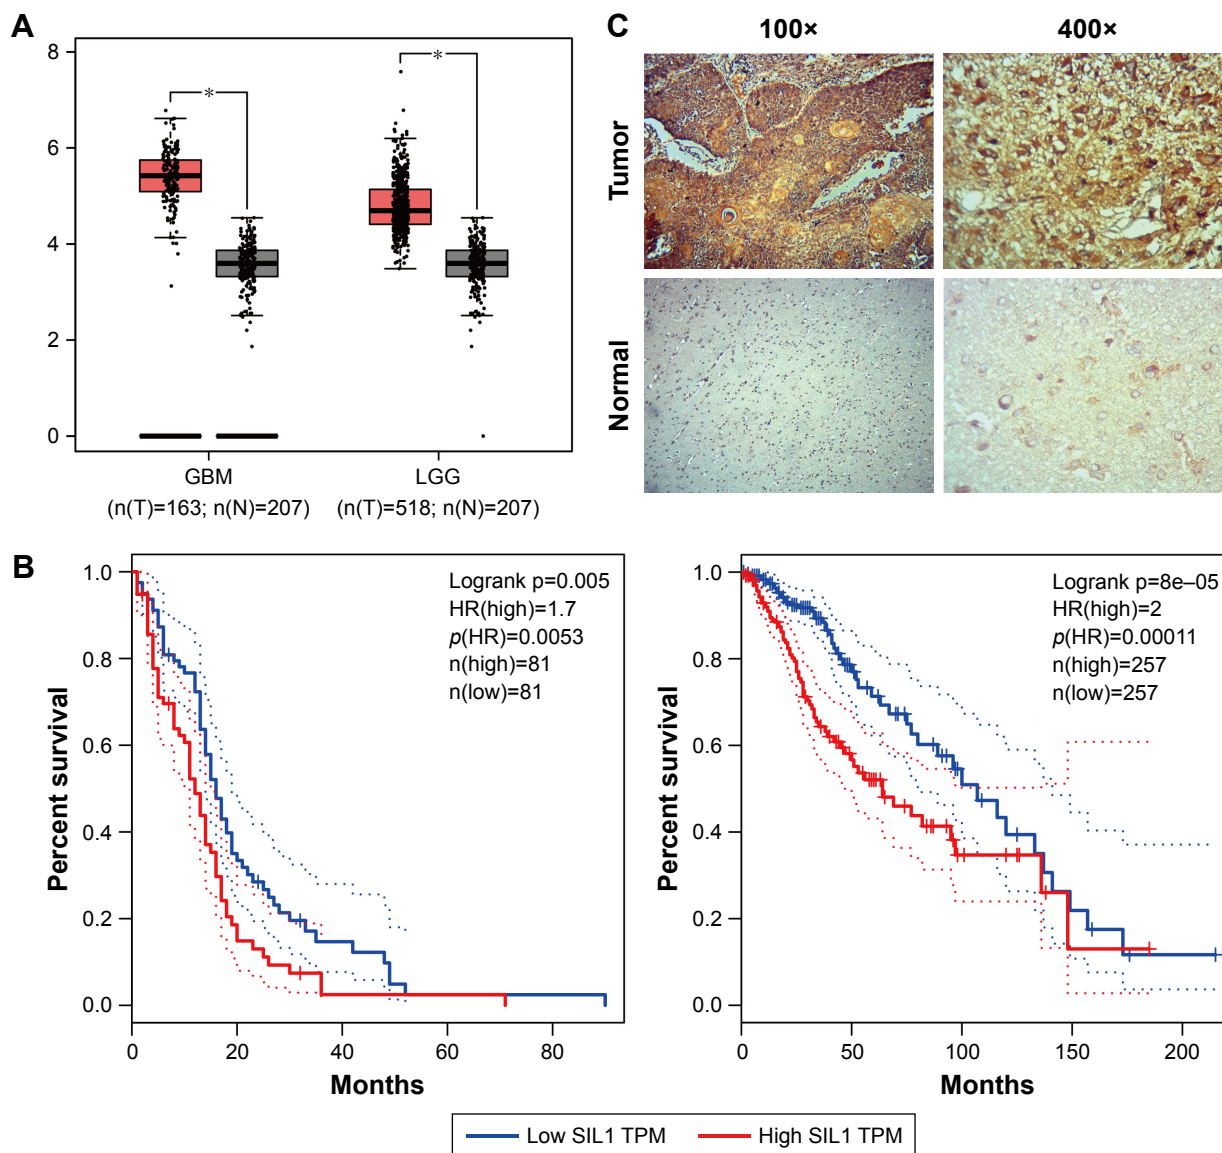 A
8
6
4
2
0
*
*
GBM
LGG
(n(T)=163; n(N)=207)
(n(T)=518; n(N)=207)
C
100×
400×
Tumor
Normal
B
Percent survival
1.0
0.8
0.6
0.4
0.2
0.0
Logrank p=0.005
HR(high)=1.7
p(HR)=0.0053
n(high)=81
n(low)=81
0
20
40
60
80
Months
Percent survival
1.0
0.8
0.6
0.4
0.2
0.0
Logrank p=8e–05
HR(high)=2
p(HR)=0.00011
n(high)=257
n(low)=257
0
50
100
150
200
Months
Low SIL1 TPM
High SIL1 TPM